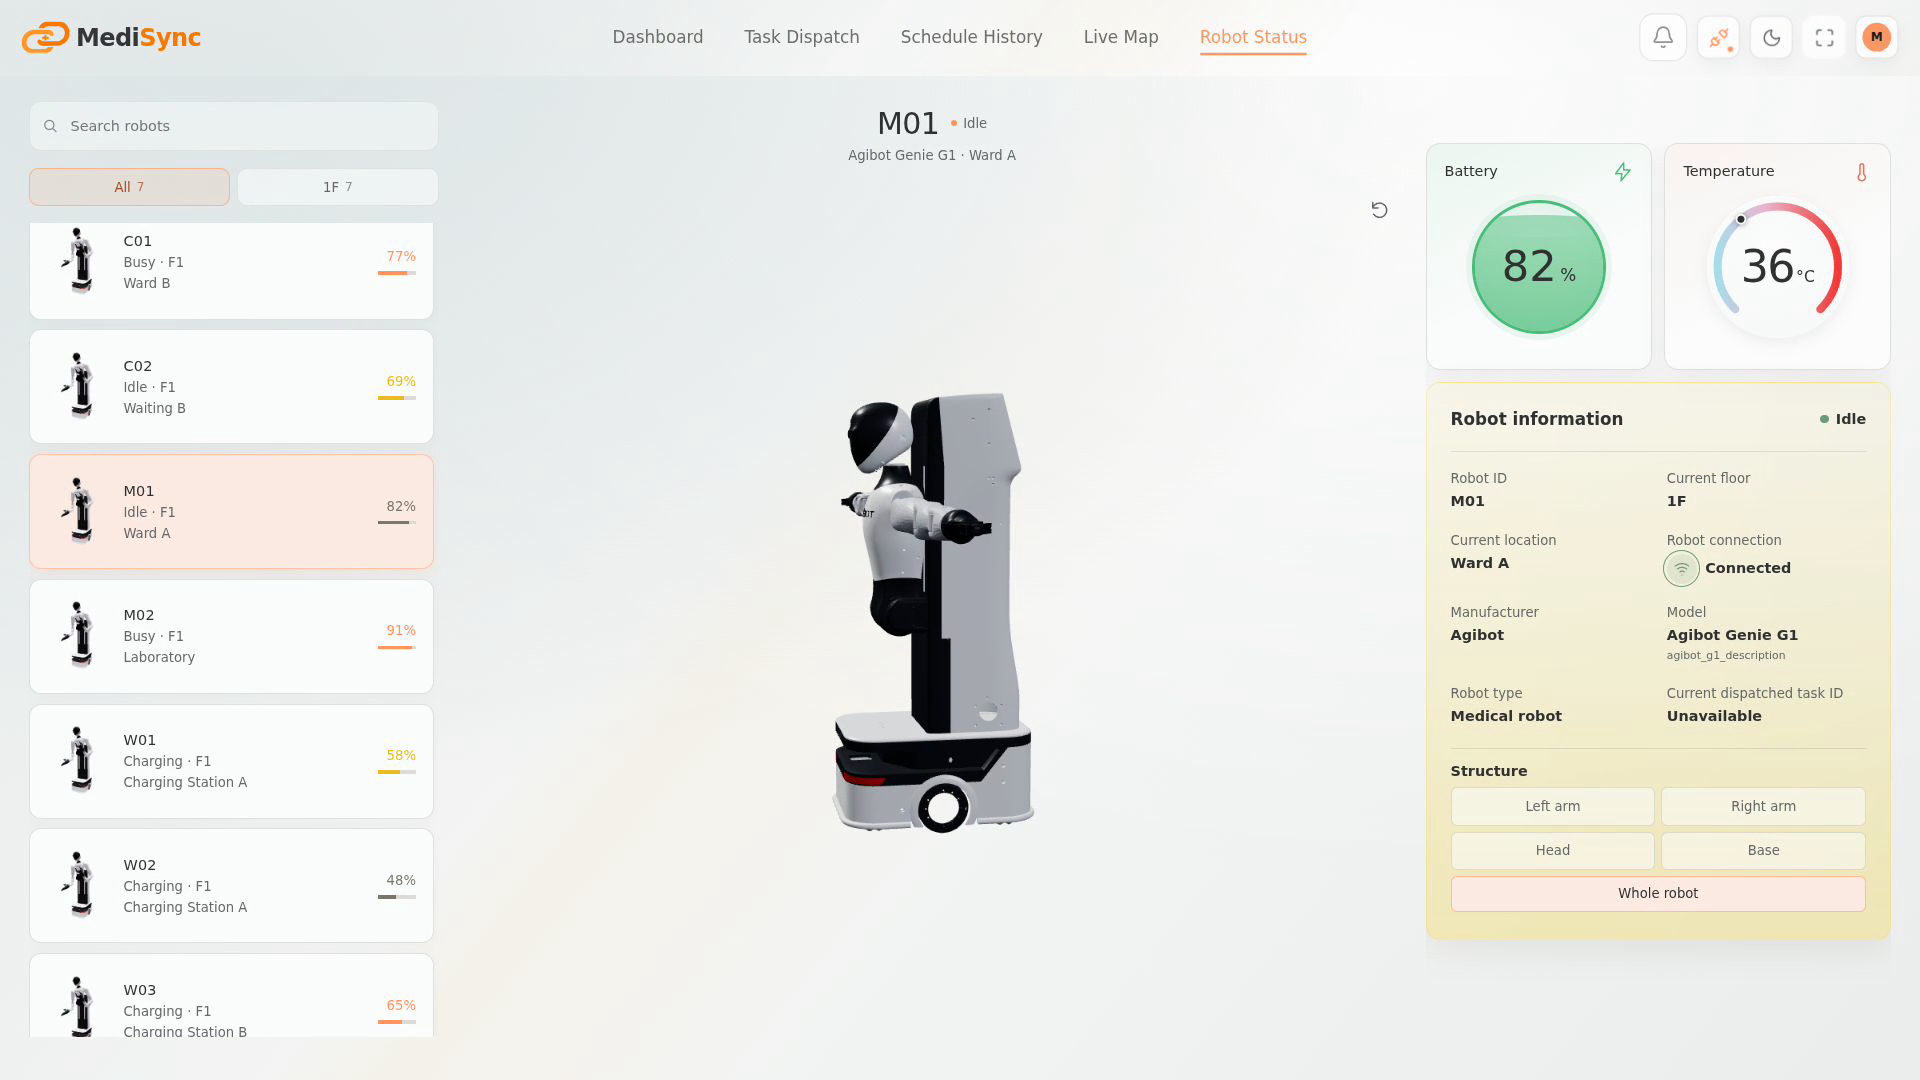 MediSync
Dashboard
Task Dispatch
Schedule History
Live Map
Robot Status
M
Search robots
All 7
1F 7
C01
Busy · F1
Ward B
77%
C02
Idle · F1
Waiting B
69%
M01
Idle · F1
Ward A
82%
M02
Busy · F1
Laboratory
91%
W01
Charging · F1
Charging Station A
58%
W02
Charging · F1
Charging Station A
48%
W03
Charging · F1
Charging Station B
65%
M01 Idle
Agibot Genie G1 · Ward A
Battery
82 %
Temperature
36 °C
Robot information
Idle
Robot ID
M01
Current floor
1F
Current location
Ward A
Robot connection
Connected
Manufacturer
Agibot
Model
Agibot Genie G1
agibot_g1_description
Robot type
Medical robot
Current dispatched task ID
Unavailable
Structure
Left arm
Right arm
Head
Base
Whole robot